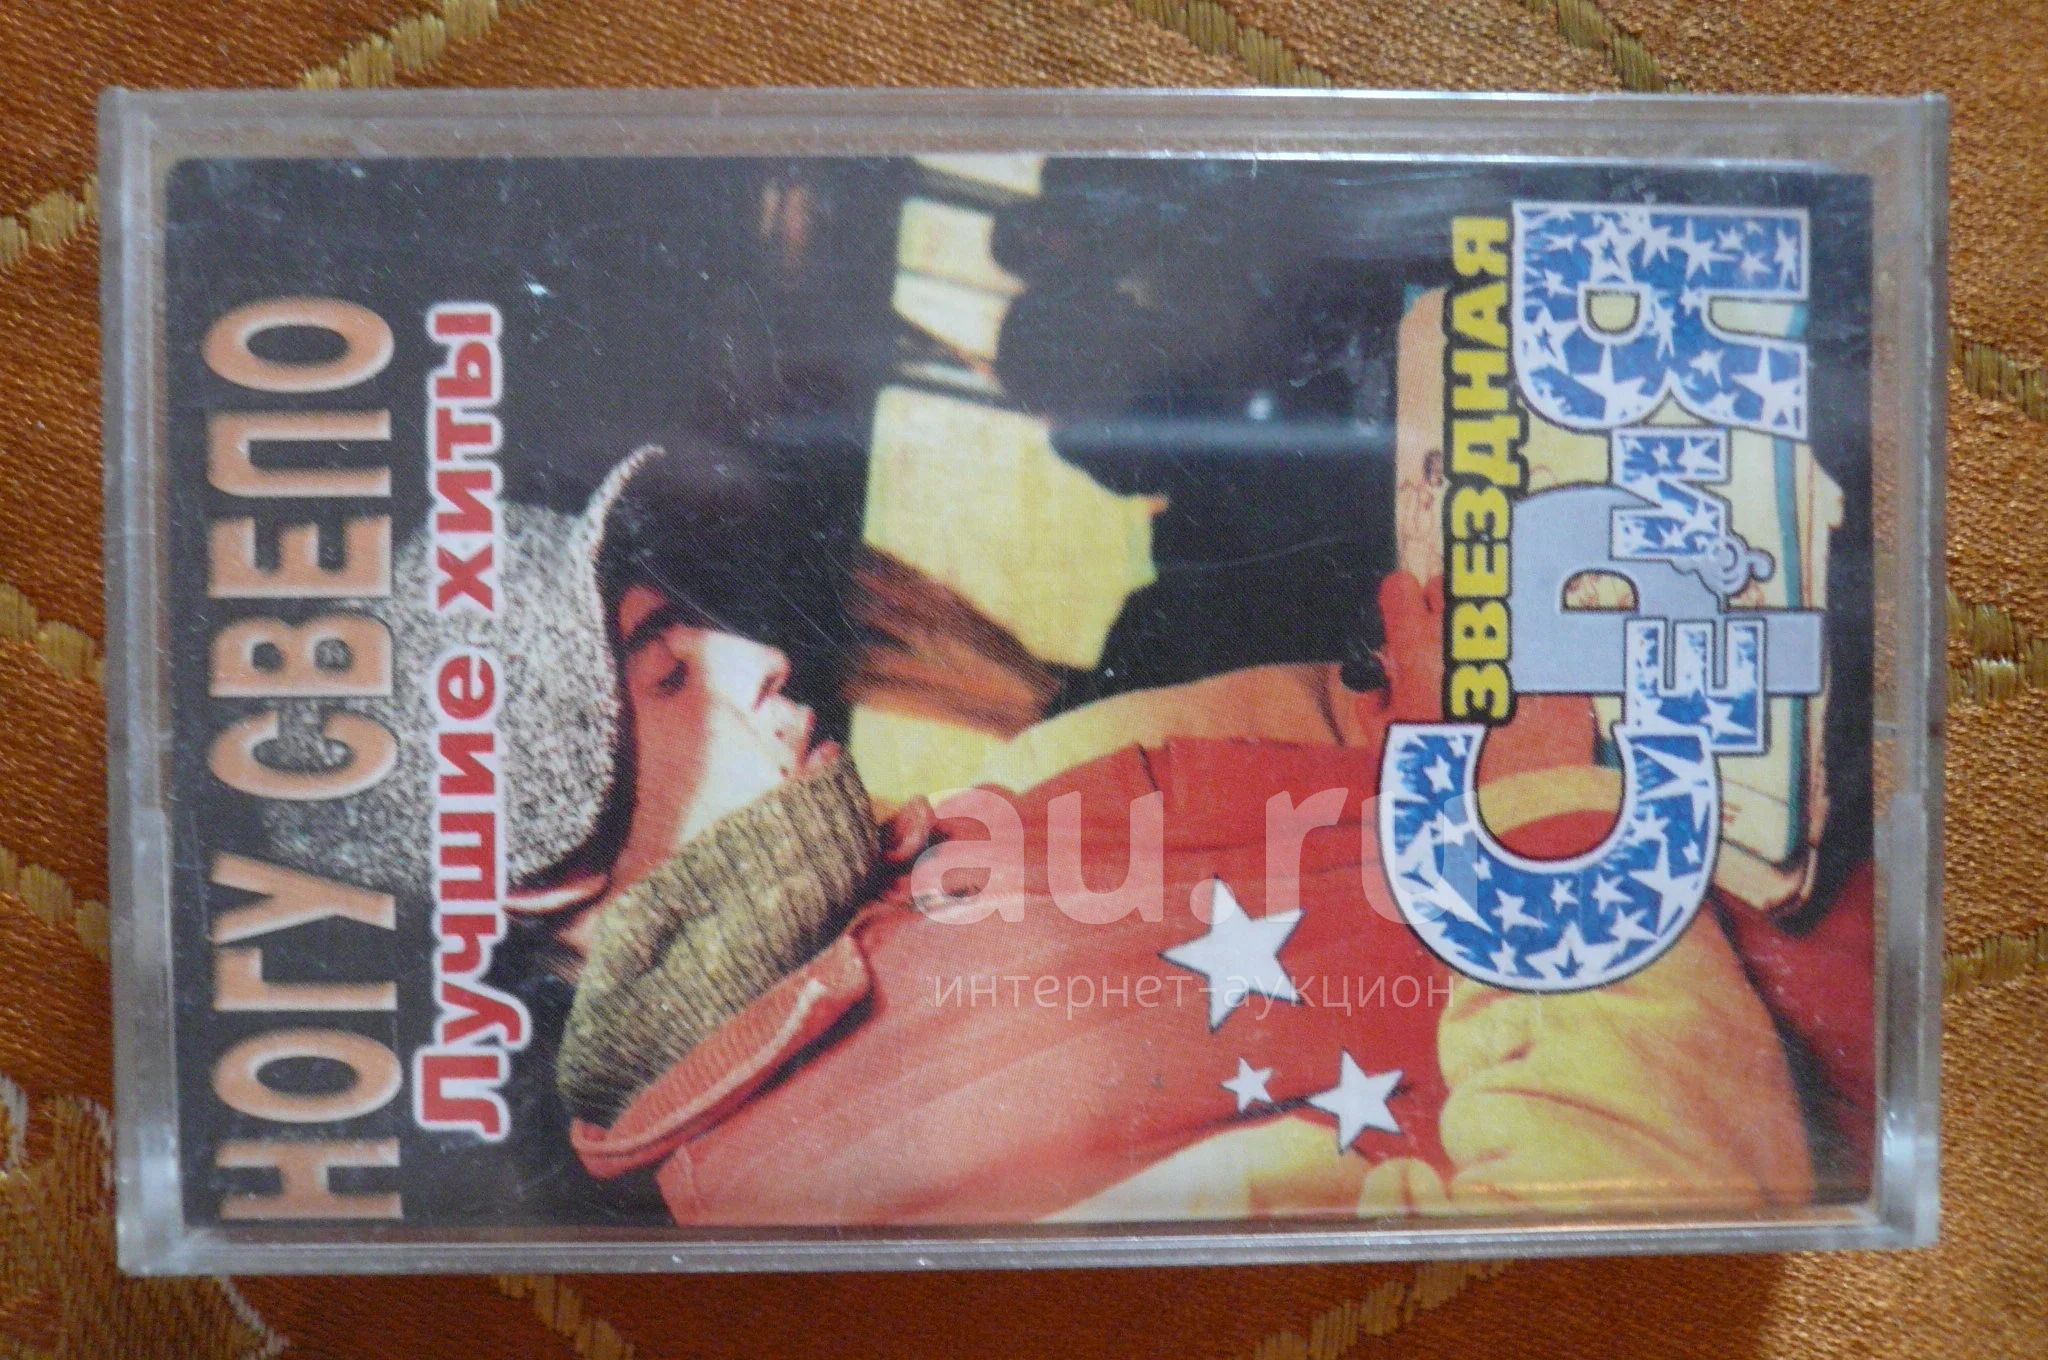 НОГУ СВЕЛО
Лучшие хиты
ЗВЕЗДНАЯ
СЕРИЯ
au.ru
интернет-аукцион